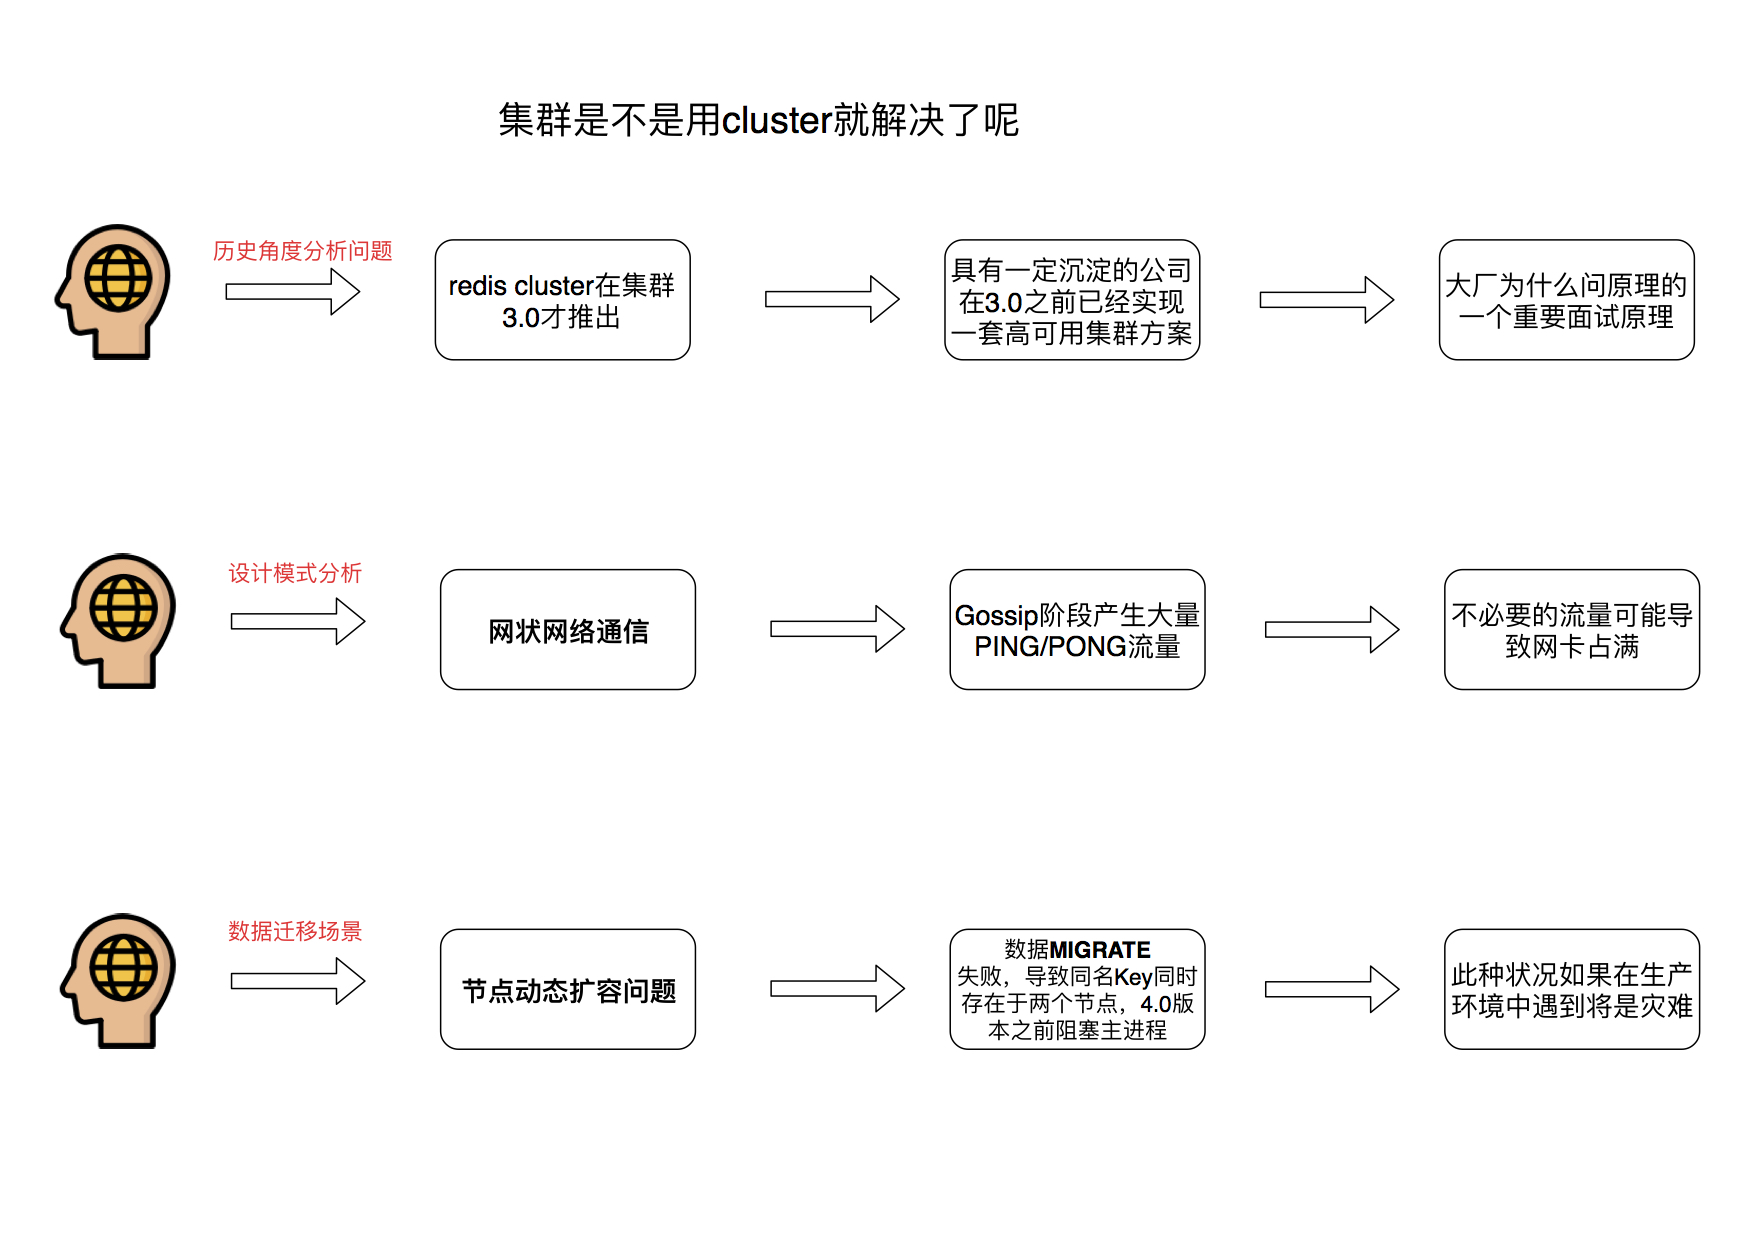 集群是不是用cluster就解决了呢
历史角度分析问题
redis cluster在集群
3.0才推出
具有一定沉淀的公司
在3.0之前已经实现
一套高可用集群方案
大厂为什么问原理的
一个重要面试原理
设计模式分析
网状网络通信
Gossip阶段产生大量
PING/PONG流量
不必要的流量可能导
致网卡占满
数据迁移场景
节点动态扩容问题
数据MIGRATE
失败，导致同名Key同时
存在于两个节点，4.0版
本之前阻塞主进程
此种状况如果在生产
环境中遇到将是灾难